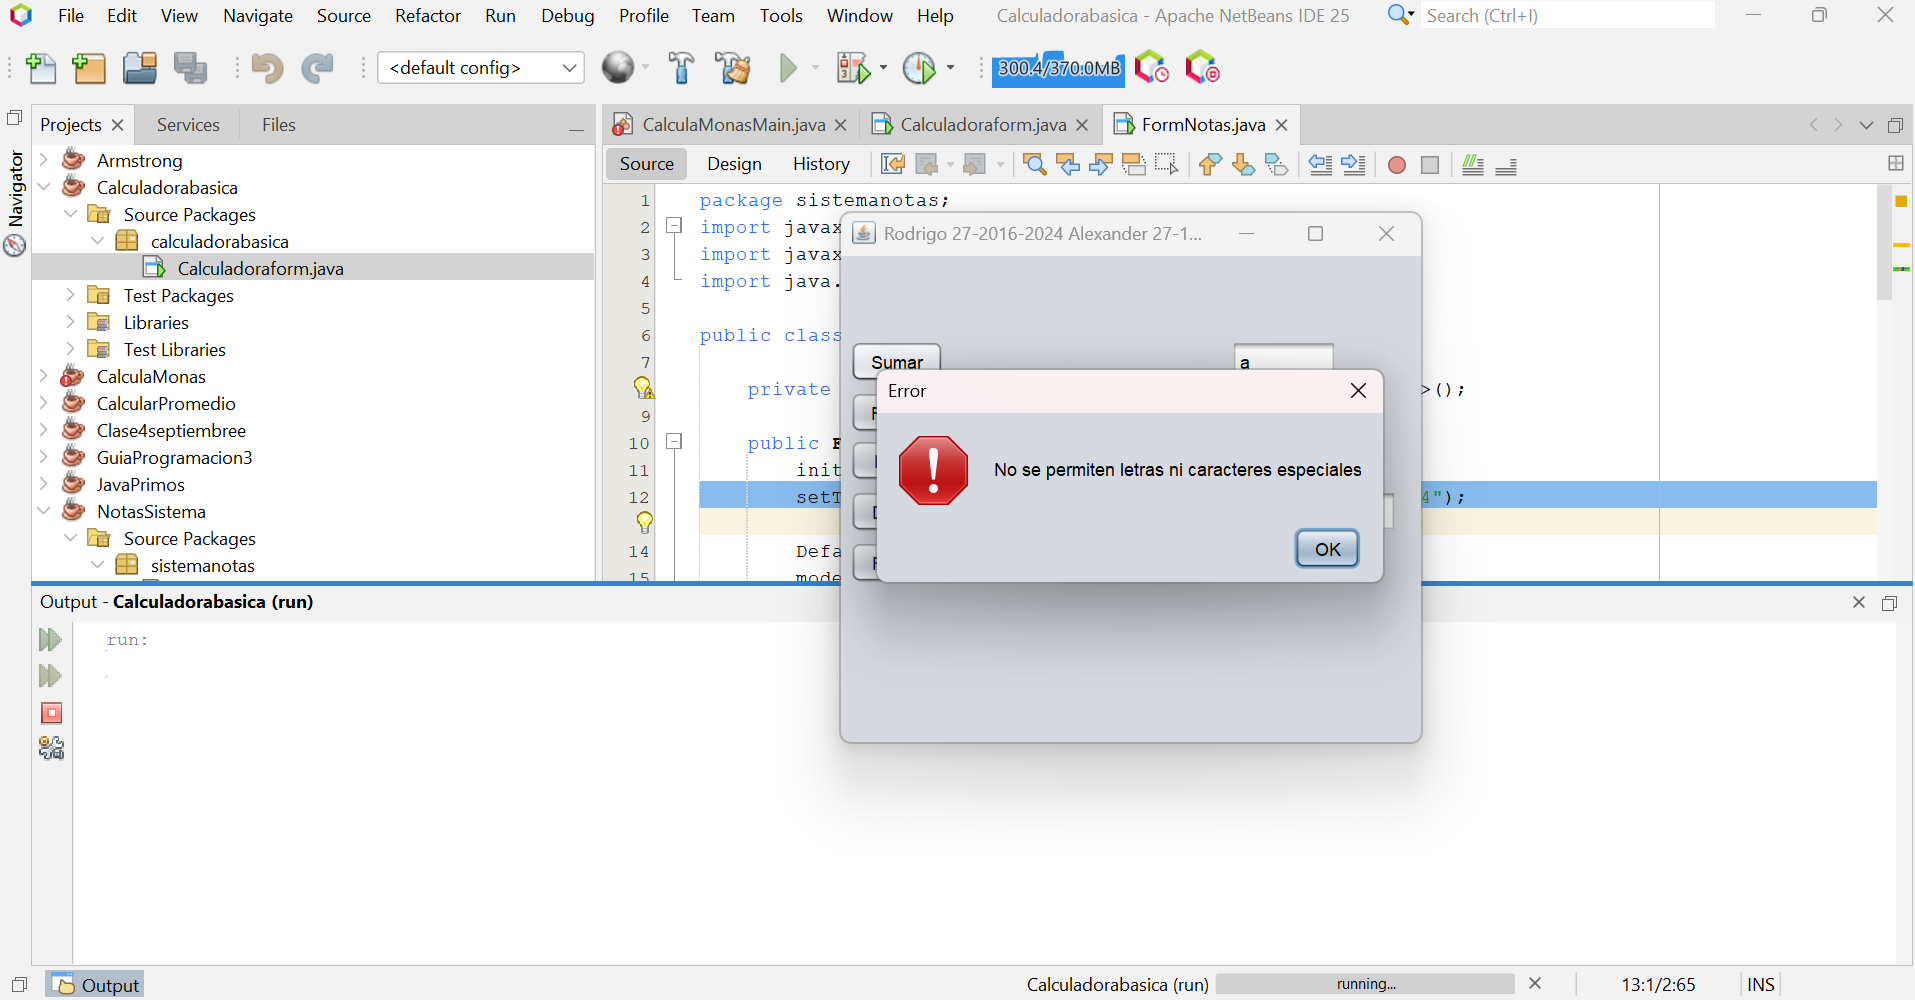 File Edit View Navigate Source Refactor Run Debug Profile Team Tools Window Help Calculadorabasica - Apache NetBeans IDE 25 Search (Ctrl+I)
<default config> 300.4/370.0MB
Projects Services Files
CalculaMonasMain.java Calculadoraform.java FormNotas.java
Navigator
Armstrong
Calculadorabasica
Source Packages
calculadorabasica
Calculadoraform.java
Test Packages
Libraries
Test Libraries
CalculaMonas
CalcularPromedio
Clase4septiembree
GuiaProgramacion3
JavaPrimos
NotasSistema
Source Packages
sistemanotas
Source Design History
1 package sistemanotas;
2 import javax
3 import javax
4 import java.
5
6 public class
7
private >();
9
10 public
11 init
12 setT 4");
14 Defa
15 mode
Rodrigo 27-2016-2024 Alexander 27-1...
Sumar a
Error
No se permiten letras ni caracteres especiales
OK
Output - Calculadorabasica (run)
run:
Output Calculadorabasica (run) running... 13:1/2:65 INS